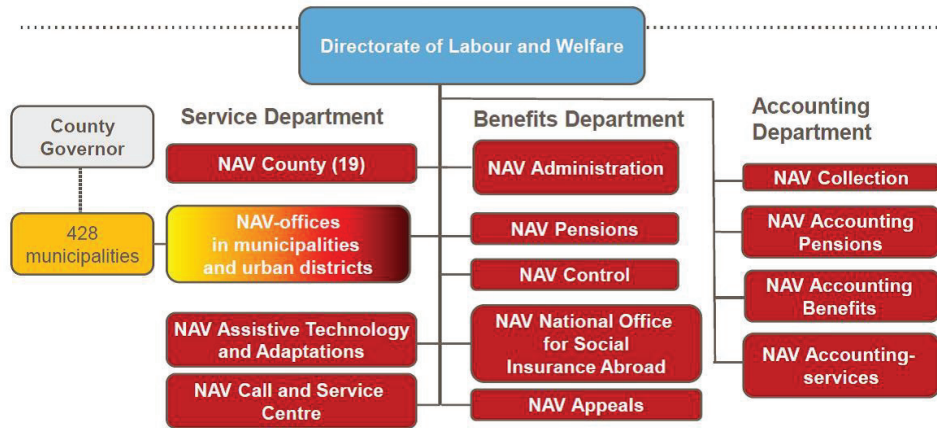 Directorate of Labour and Welfare
County
Governor
428
municipalities
Service Department
NAV County (19)
NAV-offices
in municipalities
and urban districts
NAV Assistive Technology
and Adaptations
NAV Call and Service
Centre
Benefits Department
NAV Administration
NAV Pensions
NAV Control
NAV National Office
for Social
Insurance Abroad
NAV Appeals
Accounting
Department
NAV Collection
NAV Accounting
Pensions
NAV Accounting
Benefits
NAV Accounting-
services